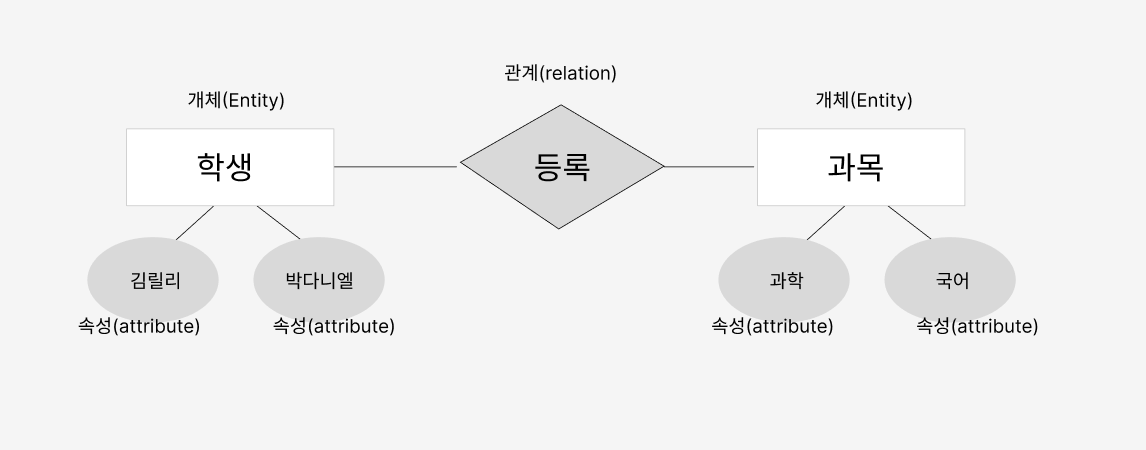 관계(relation)
개체(Entity)
개체(Entity)
학생
등록
과목
김릴리
박다니엘
과학
국어
속성(attribute)
속성(attribute)
속성(attribute)
속성(attribute)